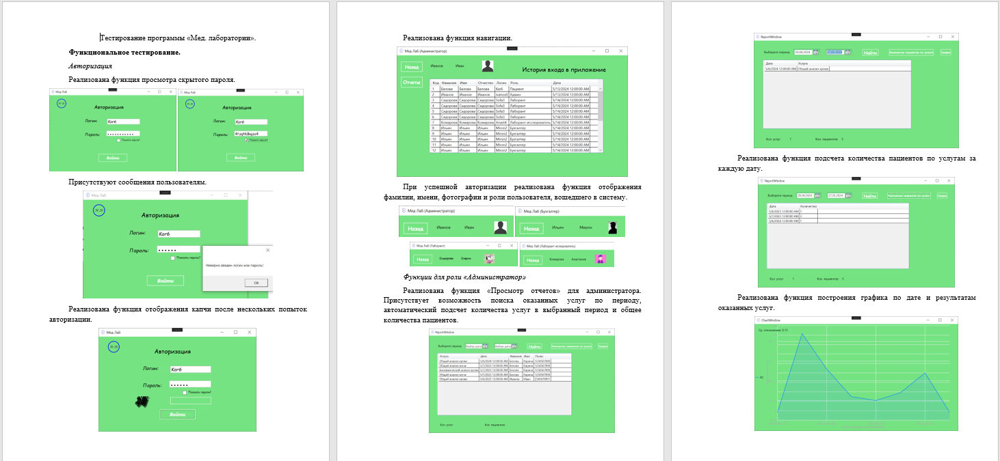 Тестирование программы «Мед. лаборатории».
Функциональное тестирование.
Авторизация
Реализована функция просмотра скрытого пароля.
Мед Лаб
Авторизация
Логин:
Kar6
Пароль:
Показать пароль?
Войти
Мед Лаб
Авторизация
Логин:
Kar6
Пароль:
Показать пароль?
Войти
Присутствуют сообщения пользователям.
Мед Лаб
Авторизация
Логин:
Kar6
Пароль:
Показать пароль?
Войти
Неверно введен логин или пароль!
OK
Реализована функция отображения капчи после нескольких попыток
авторизации.
Мед Лаб
Авторизация
Логин:
Kar6
Пароль:
Показать пароль?
Войти
Реализована функция навигации.
Мед Лаб (Администратор)
Назад
Иванов Иван
История входа в приложение
Отчеты
Код Фамилия Имя Отчество Логин Роль Дата
1 Белова Белова Белова Kar6 Пациент 5/13/2024 12:00:00 AM
2 Иванов Иванов Иванов Ivanov0 Админ 5/14/2024 12:00:00 AM
3 Сидорова Сидорова Сидорова Sofa3 Лаборант 5/14/2024 12:00:00 AM
4 Сидорова Сидорова Сидорова Sofa3 Лаборант 5/14/2024 12:00:00 AM
5 Сидорова Сидорова Сидорова Sofa3 Лаборант 5/14/2024 12:00:00 AM
6 Сидорова Сидорова Сидорова Sofa3 Лаборант 5/14/2024 12:00:00 AM
7 Комарова Комарова Комарова Anast4 Лаборант-исследователь 5/14/2024 12:00:00 AM
8 Ильин Ильин Ильин Miron2 Бухгалтер 5/14/2024 12:00:00 AM
9 Ильин Ильин Ильин Miron2 Бухгалтер 5/14/2024 12:00:00 AM
10 Ильин Ильин Ильин Miron2 Бухгалтер 5/14/2024 12:00:00 AM
11 Ильин Ильин Ильин Miron2 Бухгалтер 5/14/2024 12:00:00 AM
12 Ильин Ильин Ильин Miron2 Бухгалтер 5/14/2024 12:00:00 AM
При успешной авторизации реализована функция отображения
фамилии, имени, фотографии и роли пользователя, вошедшего в систему.
Мед Лаб (Администратор)
Назад Иванов Иван
Мед Лаб (Бухгалтер)
Назад Ильин Мирон
Мед Лаб (Лаборант)
Назад Сидорова
Мед Лаб (Лаборант-исследователь)
Назад Комарова Анастасия
Функции для роли «Администратор»
Реализована функция «Просмотр отчетов» для администратора.
Присутствует возможность поиска оказанных услуг по периоду,
автоматический подсчет количества услуг в выбранный период и общее
количества пациентов.
ReportWindow
Выберите период
Найти
Количество пациентов по услуге
График
Услуга Дата Фамилия Имя Полис
Общий анализ крови 5/6/2024 12:00:00 AM Белова Карина 1234567890
Общий анализ мочи 5/7/2023 12:00:00 AM Белова Карина 1234567890
Биохимический анализ крови 5/7/2023 12:00:00 AM Белова Карина 1234567890
Общий анализ мочи 5/7/2023 12:00:00 AM Белова Карина 1234567890
Общий анализ крови 5/6/2023 12:00:00 AM Иванов Иван
Кол. услуг Кол. пациентов
ReportWindow
Выберите период 29.04.2024 27.05.2024
Найти
Количество пациентов по услуге
График
Дата Услуга
5/6/2024 12:00:00 AM Общий анализ крови
Кол. услуг 1 Кол. пациентов 5
Реализована функция подсчета количества пациентов по услугам за
каждую дату.
ReportWindow
Выберите период 29.04.2024 27.05.2024
Найти
Количество пациентов по услуге
График
Дата Количество
5/6/2023 12:00:00 AM 1
5/7/2023 12:00:00 AM 3
5/6/2024 12:00:00 AM 1
Кол. услуг 1 Кол. пациентов 5
Реализована функция построения графика по дате и результатам
оказанных услуг.
ChartWindow
Ср. отклонение: 0,15